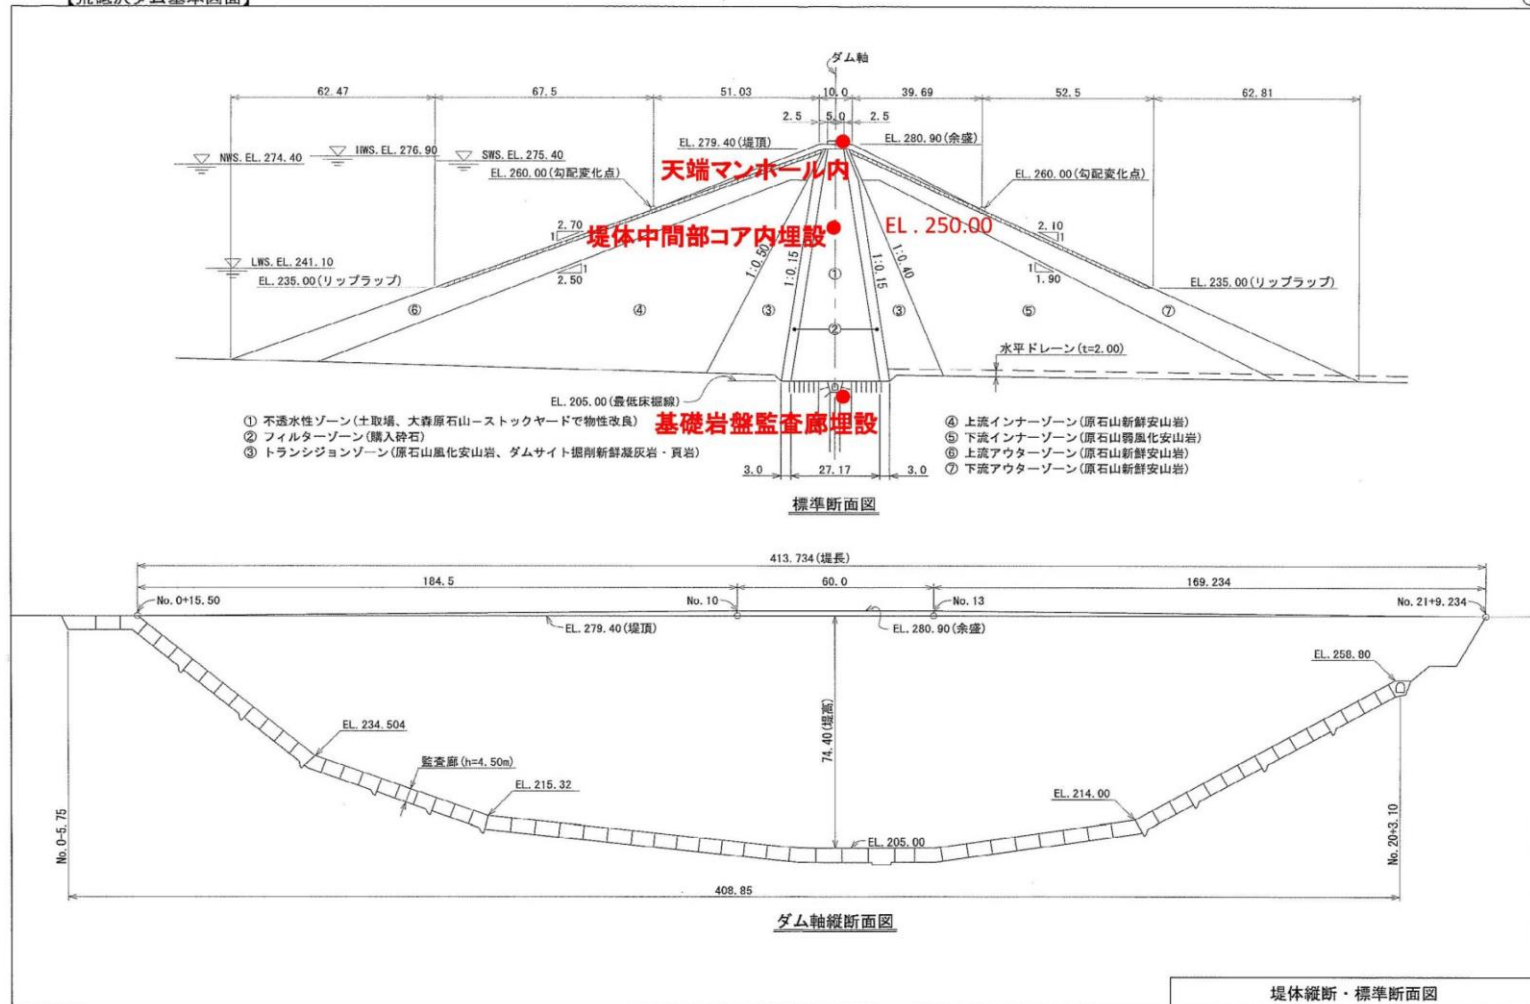 【荒砥沢ダム基本図面】
ダム軸
62.47 67.5 51.03 10.0 39.69 52.5 62.81
2.5 5.0 2.5
EL.279.40(堤頂) EL.280.90(余盛)
NWS.EL.274.40 HWS.EL.276.90 SWS.EL.275.40
天端マンホール内
EL.260.00(勾配変化点) EL.260.00(勾配変化点)
2.70 1
堤体中間部コア内埋設 EL.250.00
2.10 1
LWS.EL.241.10
1:0.50 1:0.15 ① 1:0.15 1:0.40
1 2.50
1 1.90
EL.235.00(リップラップ) EL.235.00(リップラップ)
⑥ ④ ③ ② ③ ⑤ ⑦
水平ドレーン(t=2.00)
EL.205.00(最低床掘線)
基礎岩盤監査廊埋設
① 不透水性ゾーン(土取場、大森原石山ーストックヤードで物性改良)
② フィルターゾーン(購入砕石)
③ トランシジョンゾーン(原石山風化安山岩、ダムサイト掘削新鮮凝灰岩・頁岩)
④ 上流インナーゾーン(原石山新鮮安山岩)
⑤ 下流インナーゾーン(原石山弱風化安山岩)
⑥ 上流アウターゾーン(原石山新鮮安山岩)
⑦ 下流アウターゾーン(原石山新鮮安山岩)
3.0 27.17 3.0
標準断面図
413.734(堤長)
184.5 60.0 169.234
No.0+15.50 No.10 No.13 No.21+9.234
EL.279.40(堤頂) EL.280.90(余盛)
EL.258.80
74.40(堤高)
EL.234.504
監査廊(h=4.50m)
EL.215.32 EL.214.00
EL.205.00
No.0-5.75 No.20+3.10
408.85
ダム軸縦断面図
堤体縦断・標準断面図